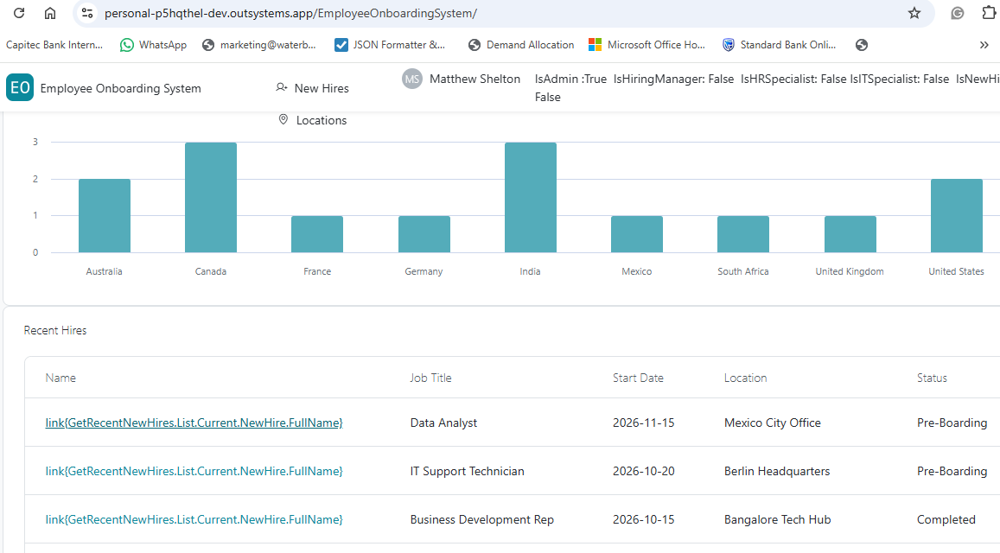 personal-p5hqthel-dev.outsystems.app/EmployeeOnboardingSystem/
Capitec Bank Intern... WhatsApp marketing@waterb... JSON Formatter &... Demand Allocation Microsoft Office Ho... Standard Bank Onli... »
EO Employee Onboarding System New Hires MS Matthew Shelton IsAdmin :True IsHiringManager: False IsHRSpecialist: False IsITSpecialist: False IsNewHi
False
Locations
3
2
1
0
Australia Canada France Germany India Mexico South Africa United Kingdom United States
Recent Hires
Name Job Title Start Date Location Status
link{GetRecentNewHires.List.Current.NewHire.FullName} Data Analyst 2026-11-15 Mexico City Office Pre-Boarding
link{GetRecentNewHires.List.Current.NewHire.FullName} IT Support Technician 2026-10-20 Berlin Headquarters Pre-Boarding
link{GetRecentNewHires.List.Current.NewHire.FullName} Business Development Rep 2026-10-15 Bangalore Tech Hub Completed